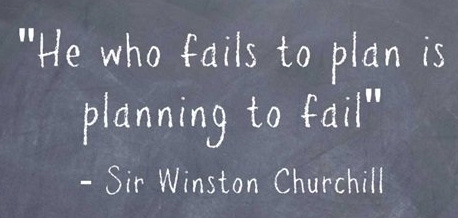 "He who fails to plan is
planning to fail"
- Sir Winston Churchill